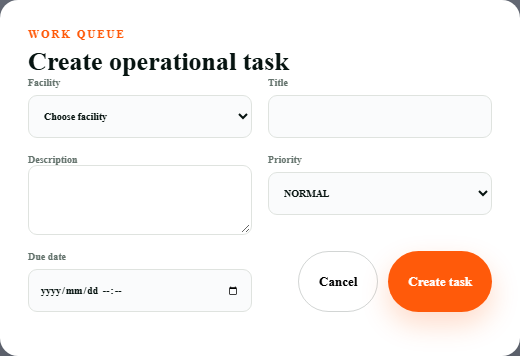 WORK QUEUE
Create operational task
Facility
Title
Choose facility
Description
Priority
NORMAL
Due date
yyyy/mm/dd --:--
Cancel
Create task